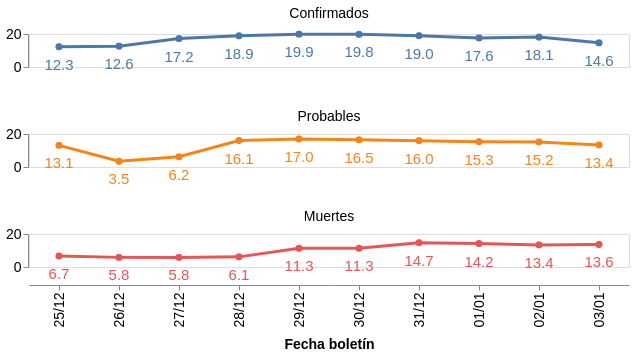 Confirmados
20
0
12.3 12.6 17.2 18.9 19.9 19.8 19.0 17.6 18.1 14.6
Probables
20
0
13.1 3.5 6.2 16.1 17.0 16.5 16.0 15.3 15.2 13.4
Muertes
20
0
6.7 5.8 5.8 6.1 11.3 11.3 14.7 14.2 13.4 13.6
25/12 26/12 27/12 28/12 29/12 30/12 31/12 01/01 02/01 03/01
Fecha boletín